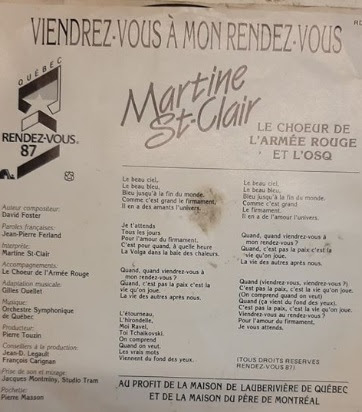 VIENDREZ-VOUS À MON RENDEZ-VOUS
QUÉBEC
RENDEZ-VOUS
87
Martine
St-Clair
LE CHOEUR DE
L'ARMÉE ROUGE
ET L'OSQ
Auteur compositeur:
David Foster
Paroles françaises:
Jean-Pierre Ferland
Interprète:
Martine St-Clair
Accompagnements:
Le Choeur de l'Armée Rouge
Adaptation musicale:
Gilles Ouellet
Musique:
Orchestre Symphonique
de Québec
Producteur:
Pierre Touzin
Conseillers à la production:
Jean-D. Legault
François Carignan
Prise de son et mixage:
Jacques Montminy, Studio Tram
Pochette:
Pierre Masson
Le beau ciel,
Le beau bleu,
Bleu jusqu'à la fin du monde.
Comme c'est grand le firmament.
Il en a des amants l'univers.
Je t'attends
Tous les jours
Pour l'amour du firmament.
C'est pour quand, à quelle heure
La Volga dans la baie des chaleurs.
Quand, quand viendrez-vous à
mon rendez-vous?
C'est pas la guerre, c'est pas la paix c'est la
vie qu'on joue.
La vie des autres après nous.
L'étourneau,
L'hirondelle,
Moi Ravel,
Toi Tchaïkovski.
On comprend
Quand on veut,
Les vrais mots
Viennent du fond des yeux.
Le beau ciel,
Le beau bleu,
Bleu jusqu'à la fin du monde.
Comme c'est grand
Le firmament.
Il en a de l'amour l'univers.
Quand, quand viendrez-vous à
mon rendez-vous?
Quand, c'est pas la paix c'est la
vie qu'on joue.
La vie des autres après nous.
Quand (viendrez-vous, viendrez-vous?)
C'est pas la paix, c'est la vie qu'on joue.
(On comprend quand on veut)
Quand (ça vient du fond des yeux).
C'est pas la paix, c'est la vie qu'on joue.
Viendrez-vous au rendez-vous?
Pour l'amour du firmament,
Je vous attends.
(TOUS DROITS RESERVÉS
RENDEZ-VOUS 87)
AU PROFIT DE LA MAISON DE LAUBERIVIÈRE DE QUÉBEC
ET DE LA MAISON DU PÈRE DE MONTRÉAL